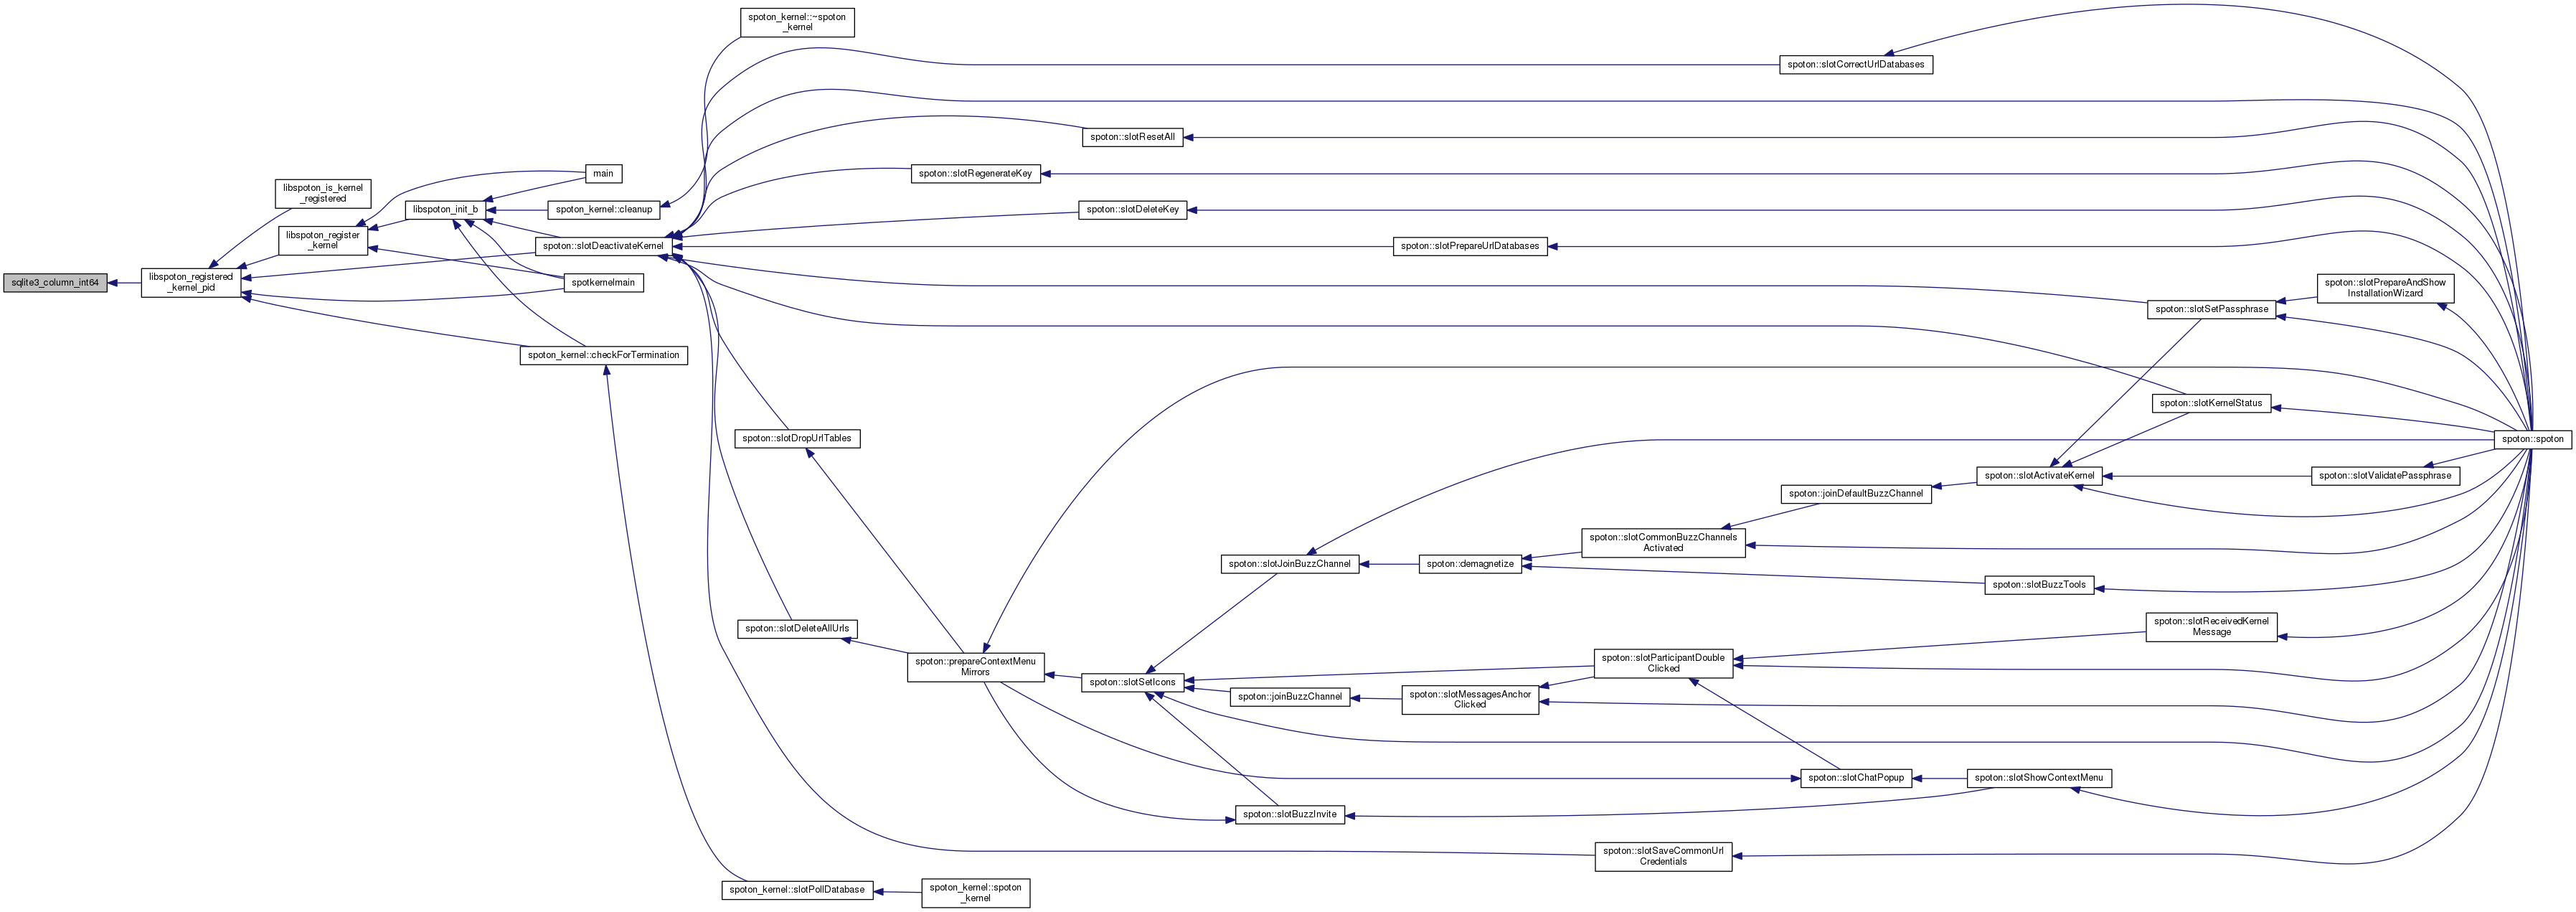 sqlite3_column_int64
libspoton_registered
_kernel_pid
libspoton_is_kernel
_registered
libspoton_register
_kernel
libspoton_init_b
main
spoton_kernel::cleanup
spoton::slotDeactivateKernel
spotkernelmain
spoton_kernel::checkForTermination
spoton_kernel::~spoton
_kernel
spoton::slotDropUrlTables
spoton::slotDeleteAllUrls
spoton_kernel::slotPollDatabase
spoton_kernel::spoton
_kernel
spoton::slotRegenerateKey
spoton::prepareContextMenu
Mirrors
spoton::slotResetAll
spoton::slotDeleteKey
spoton::slotSetIcons
spoton::slotJoinBuzzChannel
spoton::joinBuzzChannel
spoton::slotBuzzInvite
spoton::slotPrepareUrlDatabases
spoton::demagnetize
spoton::slotMessagesAnchor
Clicked
spoton::slotCommonBuzzChannels
Activated
spoton::slotParticipantDouble
Clicked
spoton::slotSaveCommonUrl
Credentials
spoton::slotCorrectUrlDatabases
spoton::joinDefaultBuzzChannel
spoton::slotChatPopup
spoton::slotActivateKernel
spoton::slotBuzzTools
spoton::slotShowContextMenu
spoton::slotSetPassphrase
spoton::slotKernelStatus
spoton::slotReceivedKernel
Message
spoton::slotPrepareAndShow
InstallationWizard
spoton::slotValidatePassphrase
spoton::spoton